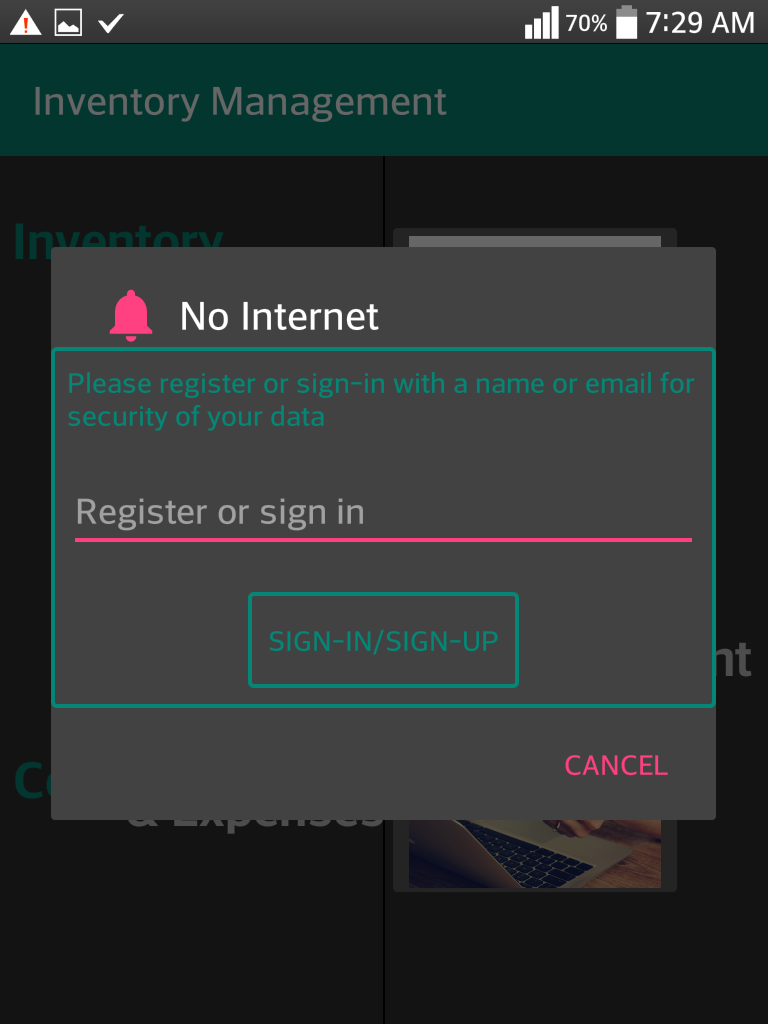 70% 7:29 AM
Inventory Management
Inventory
No Internet
Please register or sign-in with a name or email for
security of your data
Register or sign in
SIGN-IN/SIGN-UP
CANCEL
& Expenses